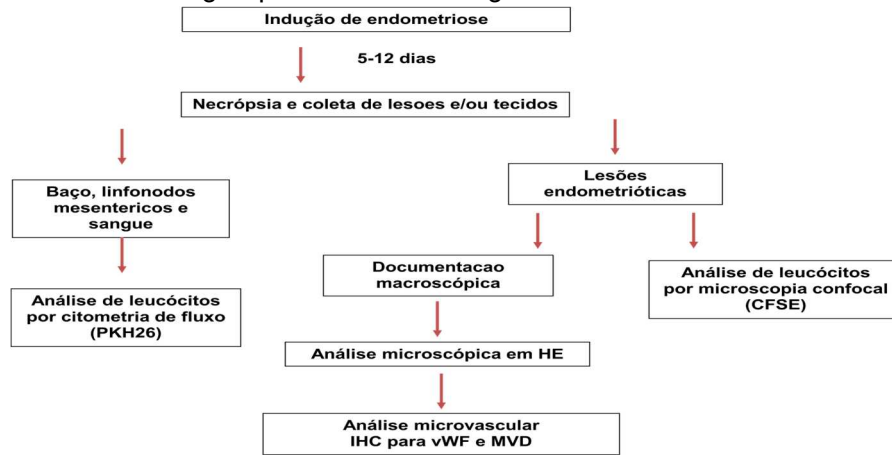 Indução de endometriose
5-12 dias
Necrópsia e coleta de lesoes e/ou tecidos
Baço, linfonodos
mesentericos e
sangue
Lesões
endometrióticas
Documentacao
macroscópica
Análise de leucócitos
por microscopia confocal
(CFSE)
Análise de leucócitos
por citometria de fluxo
(PKH26)
Análise microscópica em HE
Análise microvascular
IHC para vWF e MVD